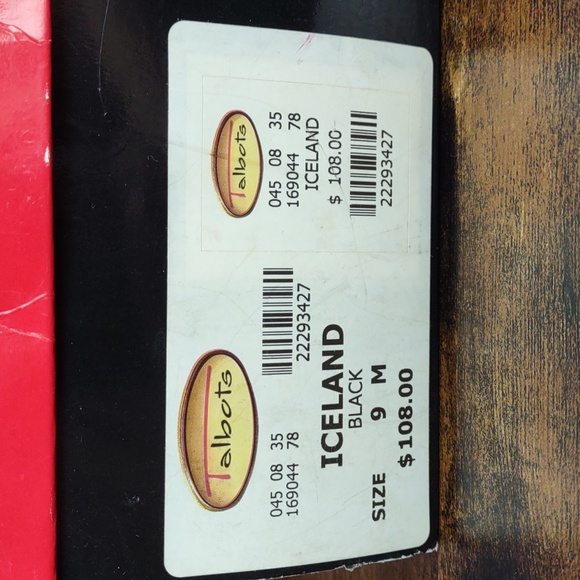 Talbots
045 08 35
169044 78
22293427
ICELAND
BLACK
SIZE 9 M
$108.00
Talbots
045 08 35
169044 78
ICELAND
$ 108.00
22293427